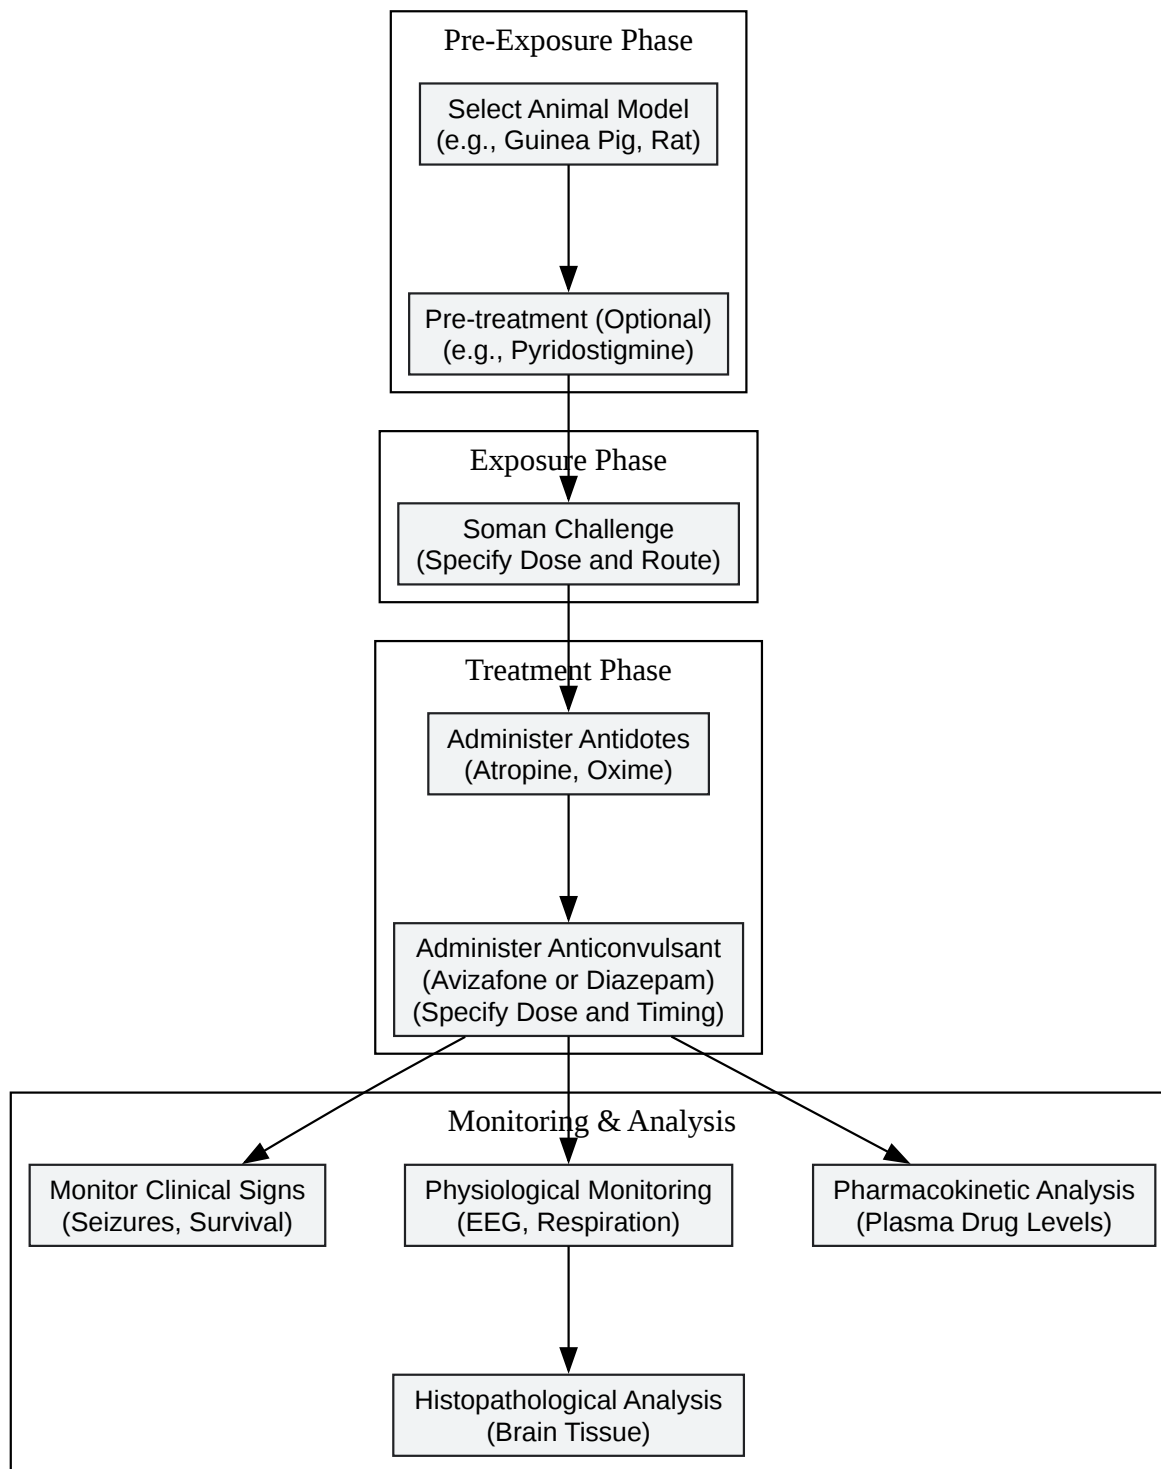 Pre-Exposure Phase
Select Animal Model
(e.g., Guinea Pig, Rat)
Pre-treatment (Optional)
(e.g., Pyridostigmine)
Exposure Phase
Soman Challenge
(Specify Dose and Route)
Treatment Phase
Administer Antidotes
(Atropine, Oxime)
Administer Anticonvulsant
(Avizafone or Diazepam)
(Specify Dose and Timing)
Monitoring & Analysis
Monitor Clinical Signs
(Seizures, Survival)
Physiological Monitoring
(EEG, Respiration)
Pharmacokinetic Analysis
(Plasma Drug Levels)
Histopathological Analysis
(Brain Tissue)